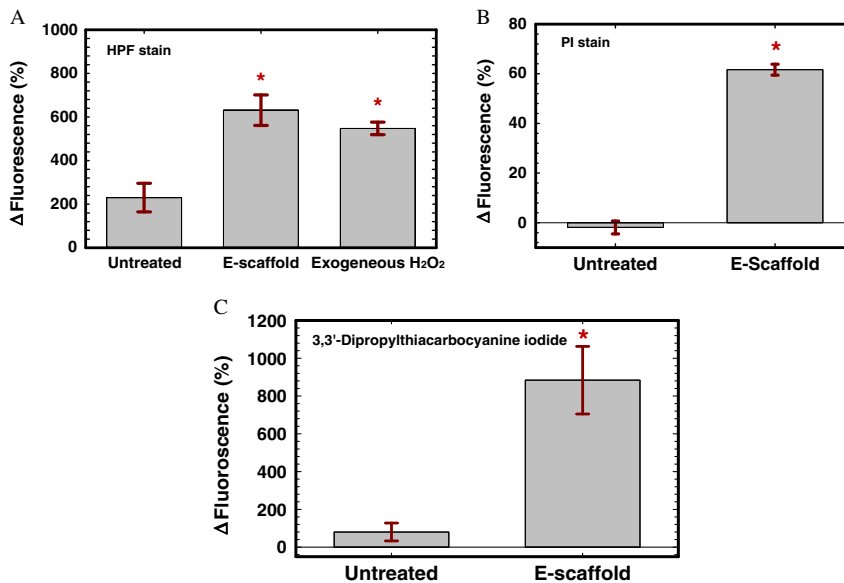 A
1000
800
600
400
200
0
Δ Fluorescence (%)
HPF stain
*
*
Untreated
E-scaffold
Exogeneous H₂O₂
B
80
60
40
20
0
Δ Fluorescence (%)
PI stain
*
Untreated
E-Scaffold
C
1200
1000
800
600
400
200
0
Δ Fluoroscence (%)
3,3'-Dipropylthiacarbocyanine iodide
*
Untreated
E-scaffold